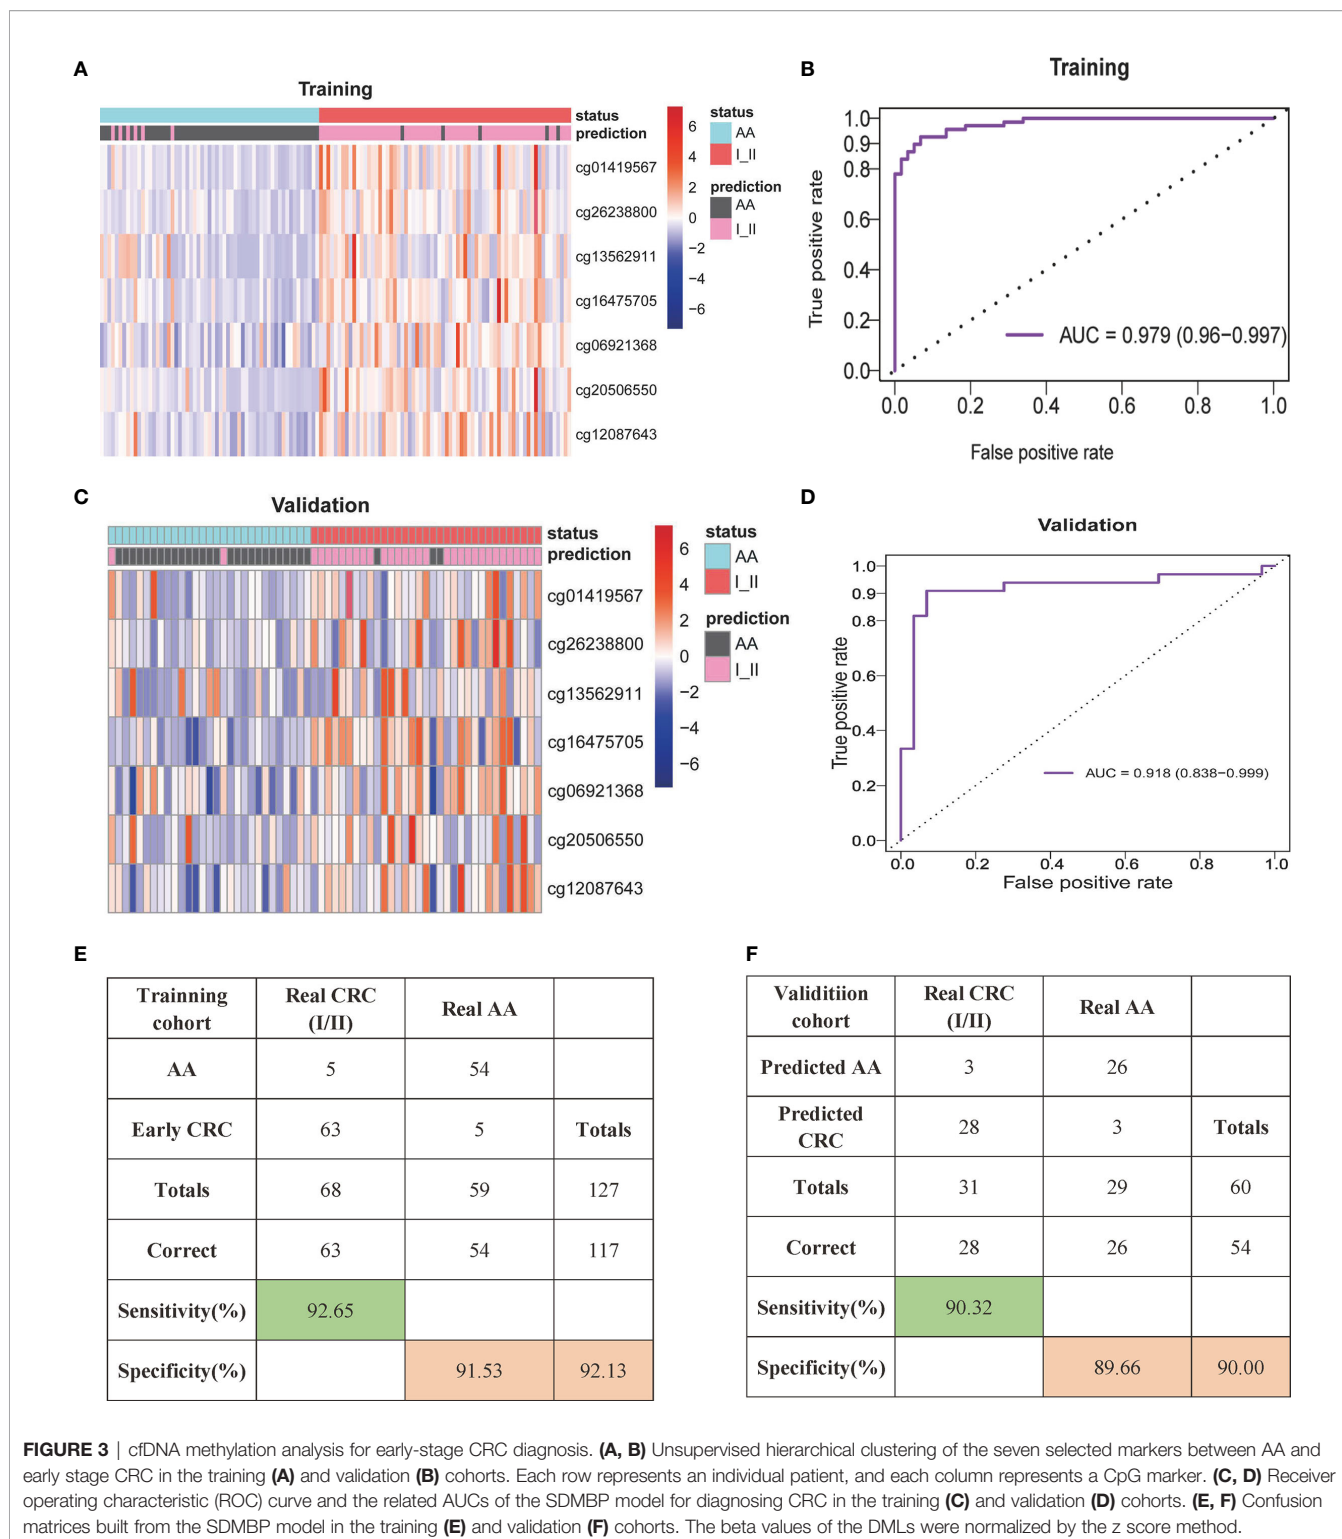 A
Training
status
prediction
cg01419567
cg26238800
cg13562911
cg16475705
cg06921368
cg20506550
cg12087643
6
4
2
0
−2
−4
−6
status
AA
I_II
prediction
AA
I_II
B
Training
True positive rate
1.0
0.9
0.8
0.6
0.4
0.2
0.0
AUC = 0.979 (0.96−0.997)
0.0 0.2 0.4 0.6 0.8 1.0
False positive rate
C
Validation
status
prediction
cg01419567
cg26238800
cg13562911
cg16475705
cg06921368
cg20506550
cg12087643
6
4
2
0
−2
−4
−6
status
AA
I_II
prediction
AA
I_II
D
Validation
True positive rate
1.0
0.9
0.8
0.6
0.4
0.2
0.0
AUC = 0.918 (0.838−0.999)
0.0 0.2 0.4 0.6 0.8 1.0
False positive rate
E
Trainning cohort Real CRC (I/II) Real AA
AA 5 54
Early CRC 63 5 Totals
Totals 68 59 127
Correct 63 54 117
Sensitivity(%) 92.65
Specificity(%) 91.53 92.13
F
Validitiion cohort Real CRC (I/II) Real AA
Predicted AA 3 26
Predicted CRC 28 3 Totals
Totals 31 29 60
Correct 28 26 54
Sensitivity(%) 90.32
Specificity(%) 89.66 90.00
FIGURE 3 | cfDNA methylation analysis for early-stage CRC diagnosis. (A, B) Unsupervised hierarchical clustering of the seven selected markers between AA and
early stage CRC in the training (A) and validation (B) cohorts. Each row represents an individual patient, and each column represents a CpG marker. (C, D) Receiver
operating characteristic (ROC) curve and the related AUCs of the SDMBP model for diagnosing CRC in the training (C) and validation (D) cohorts. (E, F) Confusion
matrices built from the SDMBP model in the training (E) and validation (F) cohorts. The beta values of the DMLs were normalized by the z score method.